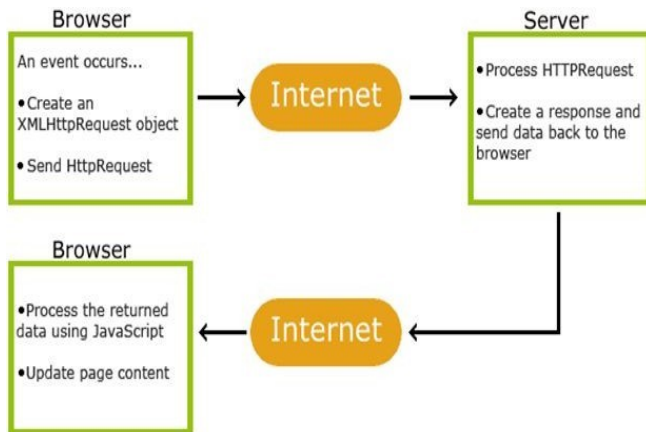 Browser
An event occurs...
•Create an
XMLHttpRequest object
•Send HttpRequest
Internet
Server
•Process HTTPRequest
•Create a response and
send data back to the
browser
Browser
•Process the returned
data using JavaScript
•Update page content
Internet